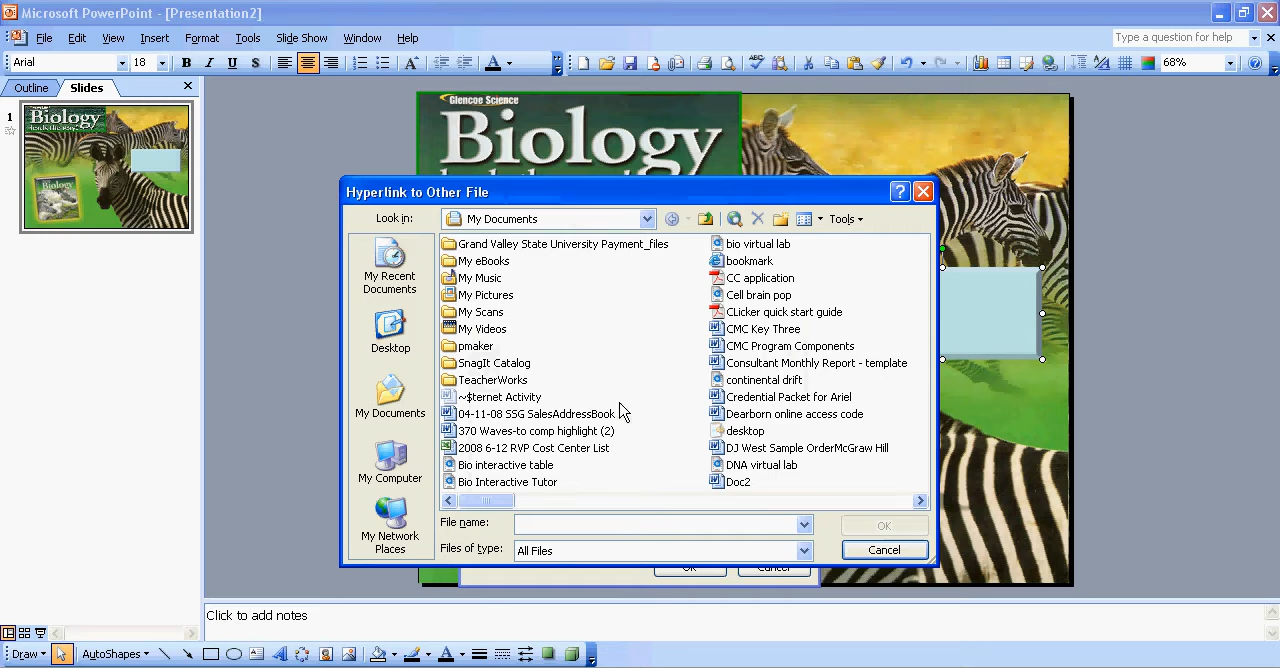 Microsoft PowerPoint - [Presentation2]
File Edit View Insert Format Tools Slide Show Window Help
Type a question for help
Arial 18 B I U S A A 68%
Outline Slides
1
Biology
Biology
Glencoe Science
Biology
Hyperlink to Other File
Look in: My Documents Tools
My Recent Documents
Desktop
My Documents
My Computer
My Network Places
Grand Valley State University Payment_files
My eBooks
My Music
My Pictures
My Scans
My Videos
pmaker
SnagIt Catalog
TeacherWorks
~$ternet Activity
04-11-08 SSG SalesAddressBook
370 Waves-to comp highlight (2)
2008 6-12 RVP Cost Center List
Bio interactive table
Bio Interactive Tutor
bio virtual lab
bookmark
CC application
Cell brain pop
CLicker quick start guide
CMC Key Three
CMC Program Components
Consultant Monthly Report - template
continental drift
Credential Packet for Ariel
Dearborn online access code
desktop
DJ West Sample OrderMcGraw Hill
DNA virtual lab
Doc2
File name: OK
Files of type: All Files Cancel
OK Cancel
Click to add notes
Draw AutoShapes A